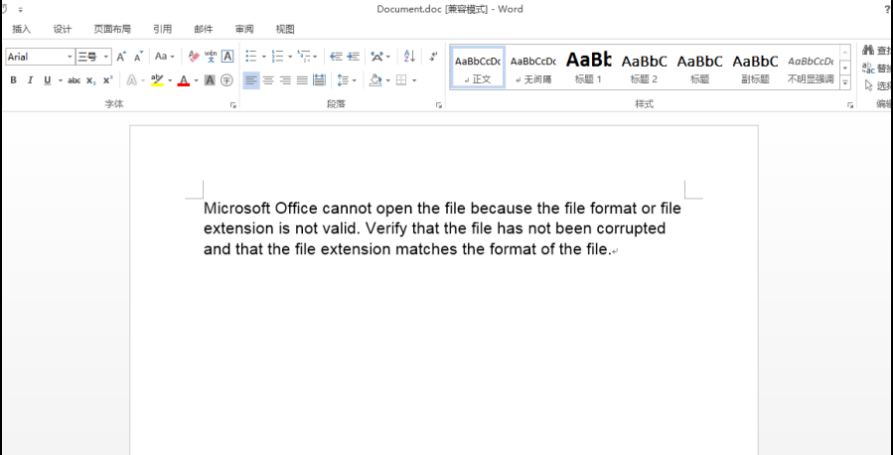 Document.doc [兼容模式] - Word
插入 设计 页面布局 引用 邮件 审阅 视图
Arial 三号 Aa wén A AaBbCcDc AaBbCcDc AaBb AaBbC AaBbC AaBbC AaBbCcDc 查找
B I U abc x, x' A aby A A 字 正文 无间隔 标题 1 标题 2 标题 副标题 不明显强调 替换
选择
字体 段落 样式 编辑
Microsoft Office cannot open the file because the file format or file
extension is not valid. Verify that the file has not been corrupted
and that the file extension matches the format of the file.